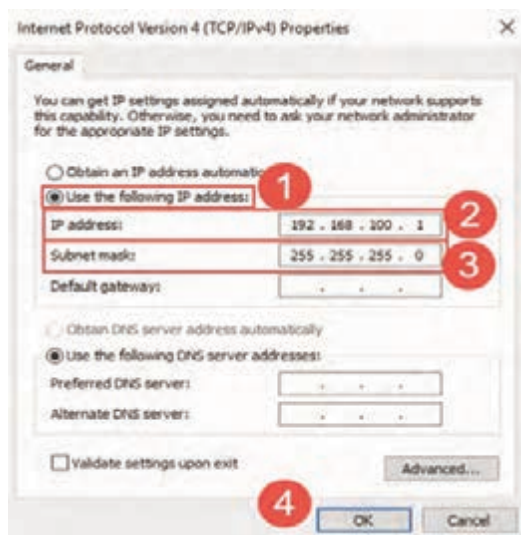 Internet Protocol Version 4 (TCP/IPv4) Properties
General
You can get IP settings assigned automatically if your network supports
this capability. Otherwise, you need to ask your network administrator
for the appropriate IP settings.
Obtain an IP address automatic
Use the following IP address: 1
IP address: 192 . 168 . 100 . 1 2
Subnet mask: 255 . 255 . 255 . 0 3
Default gateway: . . .
Obtain DNS server address automatically
Use the following DNS server addresses:
Preferred DNS server: . . .
Alternate DNS server: . . .
Validate settings upon exit
Advanced...
4 OK Cancel